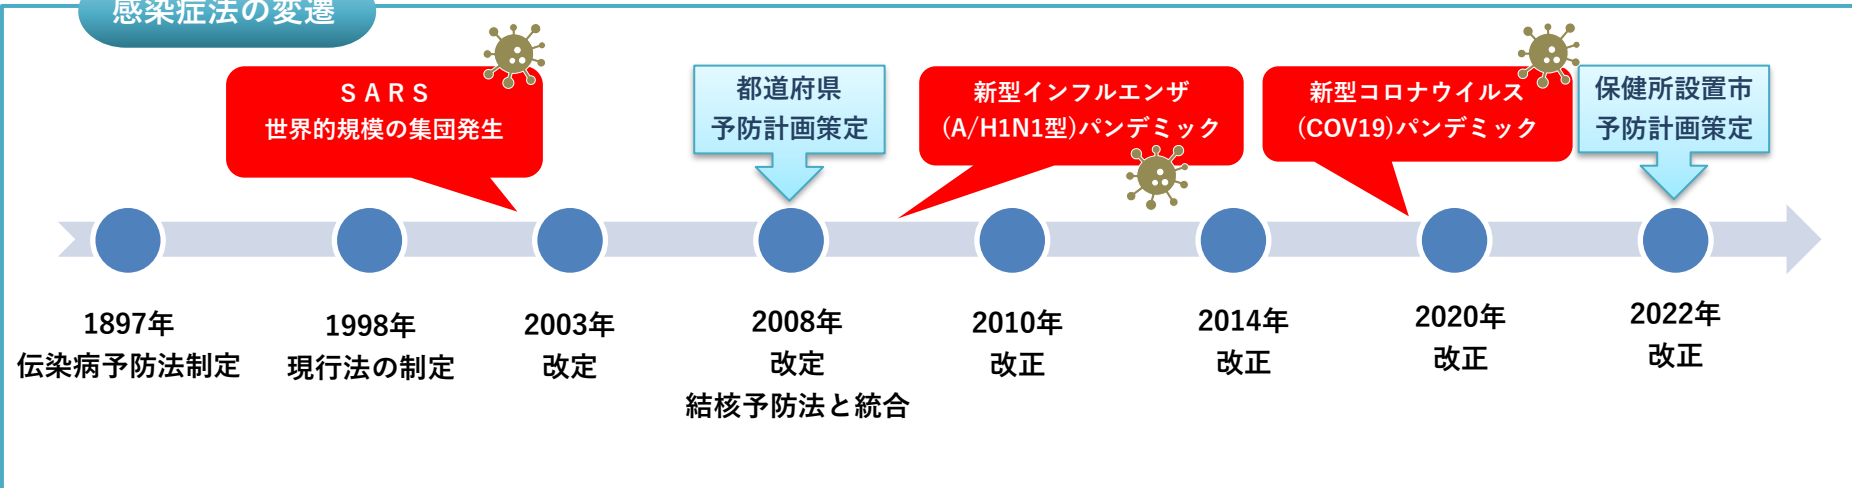 感染症法の変遷
ＳＡＲＳ
世界的規模の集団発生
都道府県
予防計画策定
新型インフルエンザ
(A/H1N1型)パンデミック
新型コロナウイルス
(COV19)パンデミック
保健所設置市
予防計画策定
1897年
伝染病予防法制定
1998年
現行法の制定
2003年
改定
2008年
改定
結核予防法と統合
2010年
改正
2014年
改正
2020年
改正
2022年
改正